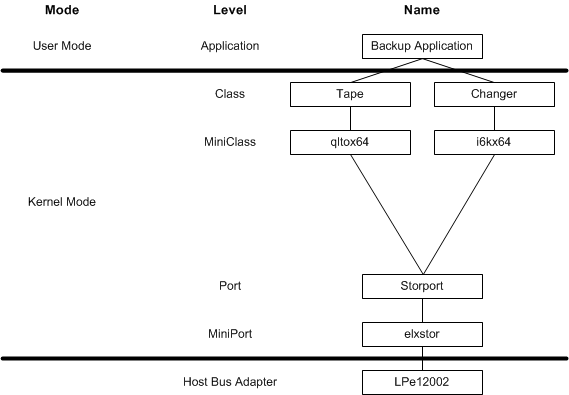 Mode Level Name
User Mode Application Backup Application
Class Tape Changer
MiniClass qltox64 i6kx64
Kernel Mode
Port Storport
MiniPort elxstor
Host Bus Adapter LPe12002